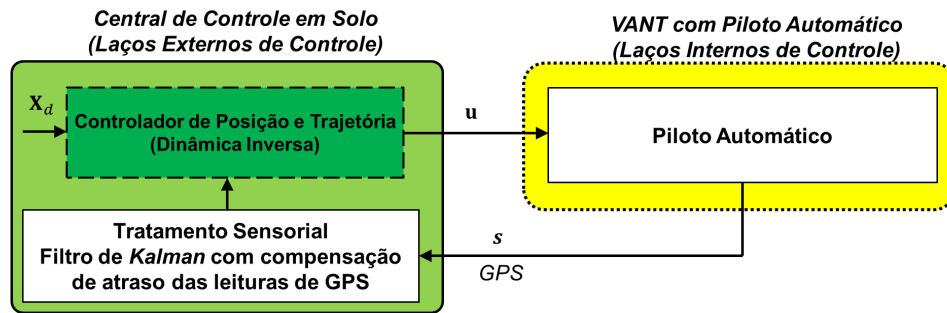 Central de Controle em Solo
(Laços Externos de Controle)
VANT com Piloto Automático
(Laços Internos de Controle)
X_d
Controlador de Posição e Trajetória
(Dinâmica Inversa)
u
Piloto Automático
Tratamento Sensorial
Filtro de Kalman com compensação
de atraso das leituras de GPS
s
GPS